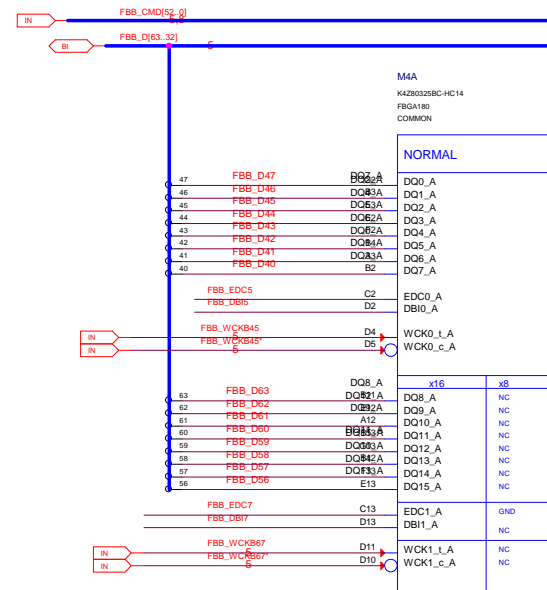 IN FBB_CMD[52..0]
BI FBB_D[63..32] 5
M4A
K4Z80325BC-HC14
FBGA180
COMMON
NORMAL
47 FBB_D47 DQ0_A
46 FBB_D46 DQ1_A
45 FBB_D45 DQ2_A
44 FBB_D44 DQ3_A
43 FBB_D43 DQ4_A
42 FBB_D42 DQ5_A
41 FBB_D41 DQ6_A
40 FBB_D40 B2 DQ7_A
FBB_EDC5 C2 EDC0_A
FBB_DBI5 D2 DBI0_A
IN FBB_WCKB45 5 D4 WCK0_t_A
IN FBB_WCKB45* 5 D5 WCK0_c_A
DQ8_A x16 x8
63 FBB_D63 DQ8_A NC
62 FBB_D62 DQ9_A NC
61 FBB_D61 A12 DQ10_A NC
60 FBB_D60 DQ11_A NC
59 FBB_D59 DQ12_A NC
58 FBB_D58 DQ13_A NC
57 FBB_D57 DQ14_A NC
56 FBB_D56 E13 DQ15_A NC
FBB_EDC7 C13 EDC1_A GND
FBB_DBI7 D13 DBI1_A NC
IN FBB_WCKB67 5 D11 WCK1_t_A NC
IN FBB_WCKB67* 5 D10 WCK1_c_A NC